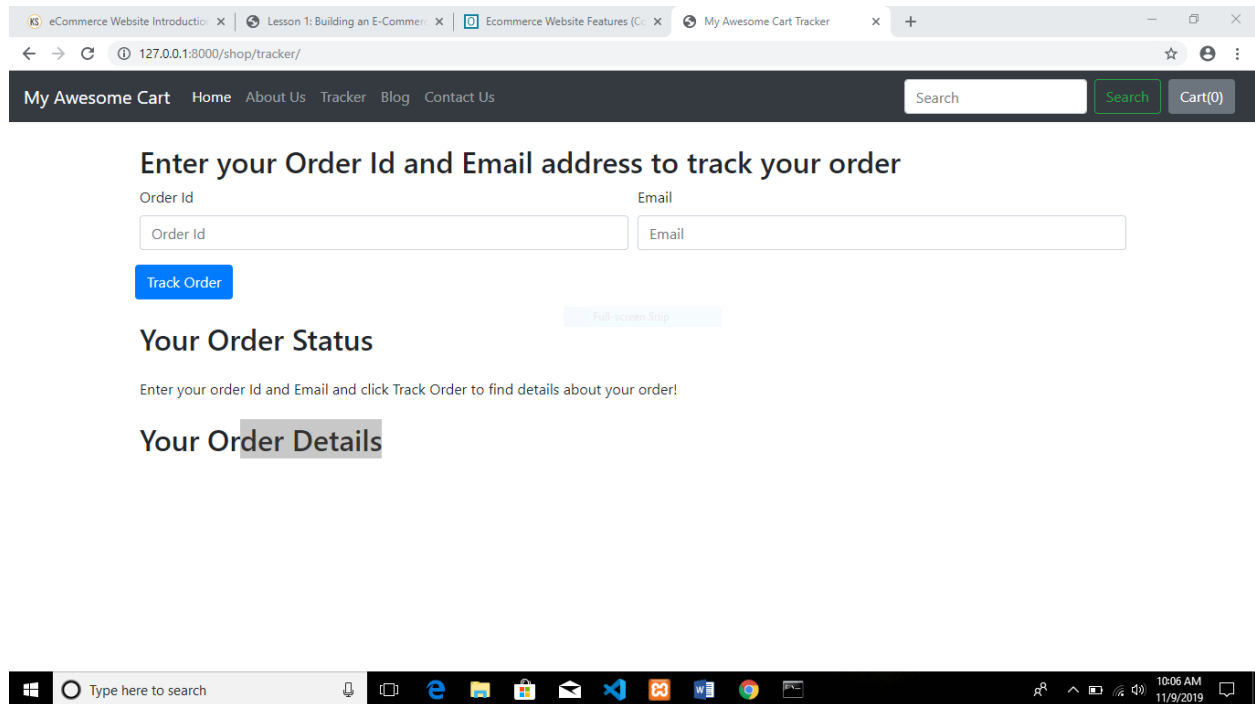 KS eCommerce Website Introductio Lesson 1: Building an E-Commerc Ecommerce Website Features (Co My Awesome Cart Tracker
127.0.0.1:8000/shop/tracker/
My Awesome Cart Home About Us Tracker Blog Contact Us Search Search Cart(0)
Enter your Order Id and Email address to track your order
Order Id Email
Order Id Email
Track Order
Full-screen Snip
Your Order Status
Enter your order Id and Email and click Track Order to find details about your order!
Your Order Details
Type here to search
10:06 AM
11/9/2019